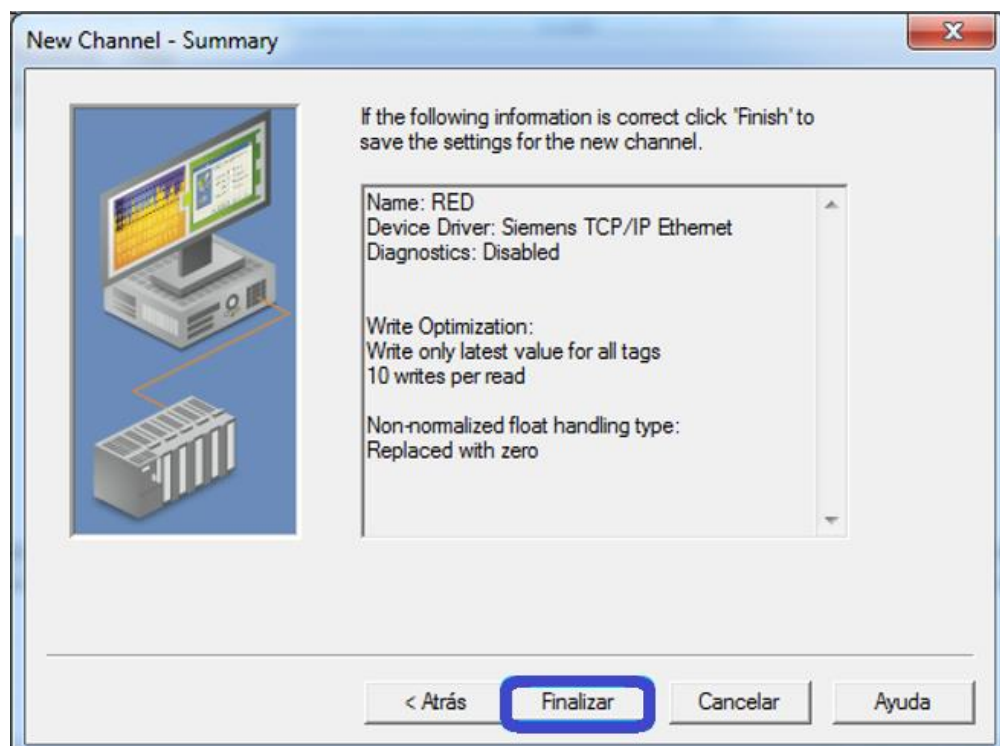 New Channel - Summary
If the following information is correct click 'Finish' to
save the settings for the new channel.
Name: RED
Device Driver: Siemens TCP/IP Ethernet
Diagnostics: Disabled
Write Optimization:
Write only latest value for all tags
10 writes per read
Non-normalized float handling type:
Replaced with zero
< Atrás
Finalizar
Cancelar
Ayuda